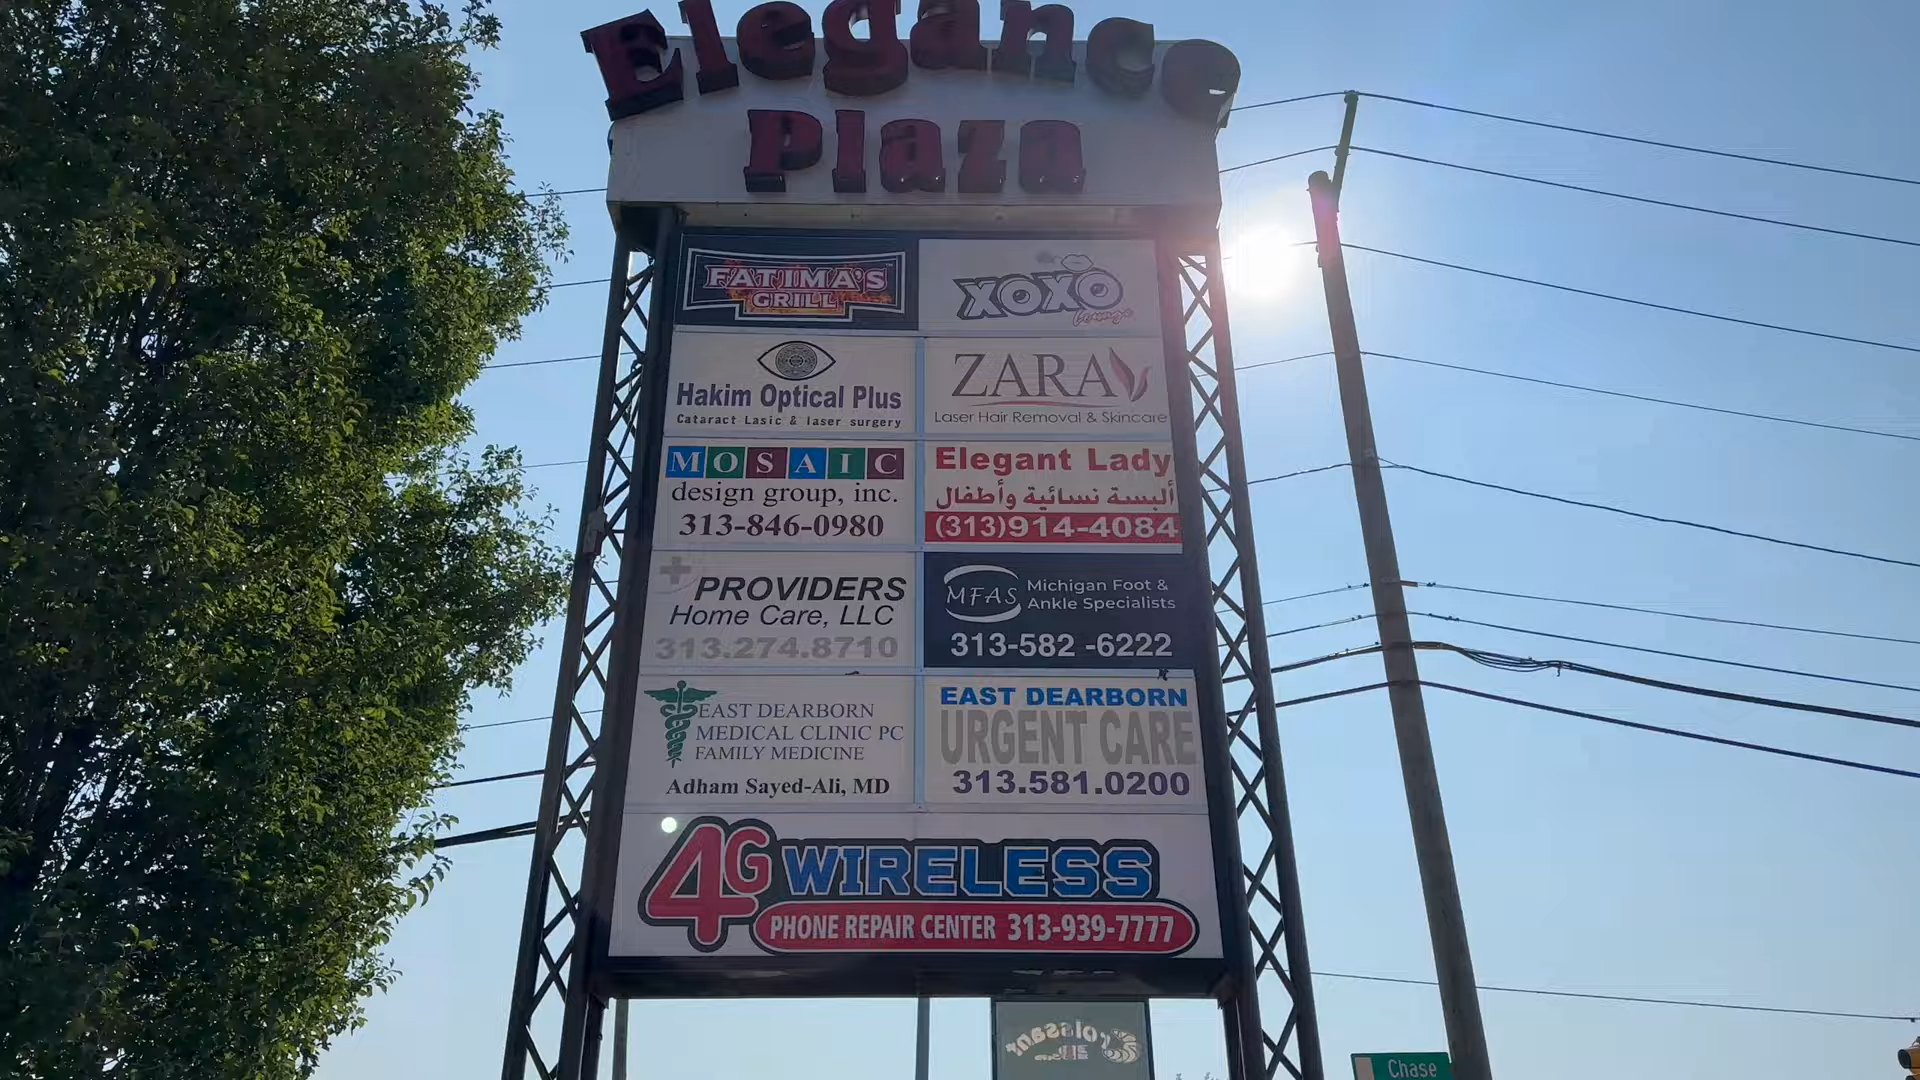 Elegance
Plaza
FATIMA'S
GRILL
XOXO
lounge
Hakim Optical Plus
Cataract Lasic & laser surgery
ZARA
Laser Hair Removal & Skincare
MOSAIC
design group, inc.
313-846-0980
Elegant Lady
ألبسة نسائية وأطفال
(313)914-4084
PROVIDERS
Home Care, LLC
313.274.8710
MFAS
Michigan Foot &
Ankle Specialists
313-582 -6222
EAST DEARBORN
MEDICAL CLINIC PC
FAMILY MEDICINE
Adham Sayed-Ali, MD
EAST DEARBORN
URGENT CARE
313.581.0200
4G WIRELESS
PHONE REPAIR CENTER 313-939-7777
Chase